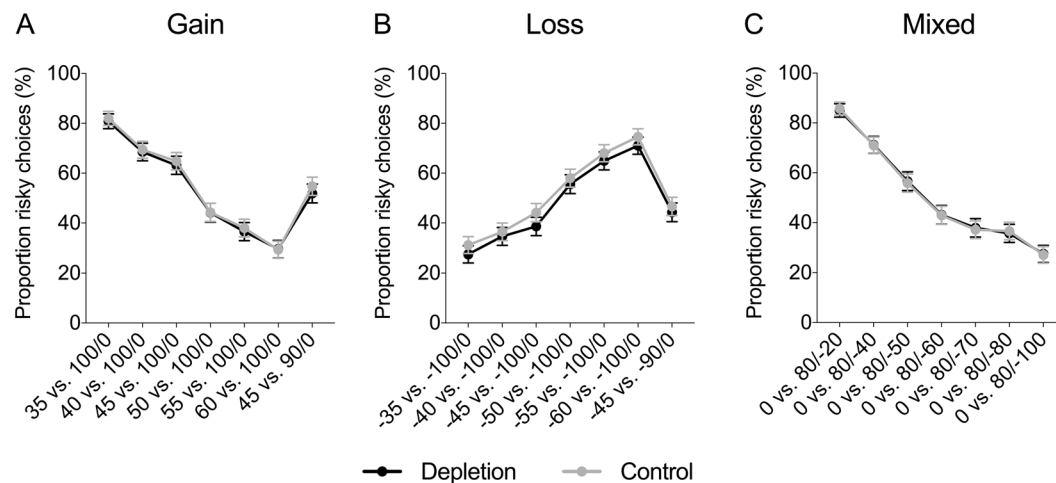 A
Gain
B
Loss
C
Mixed
Proportion risky choices (%)
100
80
60
40
20
0
35 vs. 100/0
40 vs. 100/0
45 vs. 100/0
50 vs. 100/0
55 vs. 100/0
60 vs. 100/0
45 vs. 90/0
Proportion risky choices (%)
100
80
60
40
20
0
-35 vs. -100/0
-40 vs. -100/0
-45 vs. -100/0
-50 vs. -100/0
-55 vs. -100/0
-60 vs. -100/0
-45 vs. -90/0
Proportion risky choices (%)
100
80
60
40
20
0
0 vs. 80/-20
0 vs. 80/-40
0 vs. 80/-50
0 vs. 80/-60
0 vs. 80/-70
0 vs. 80/-80
0 vs. 80/-100
Depletion
Control